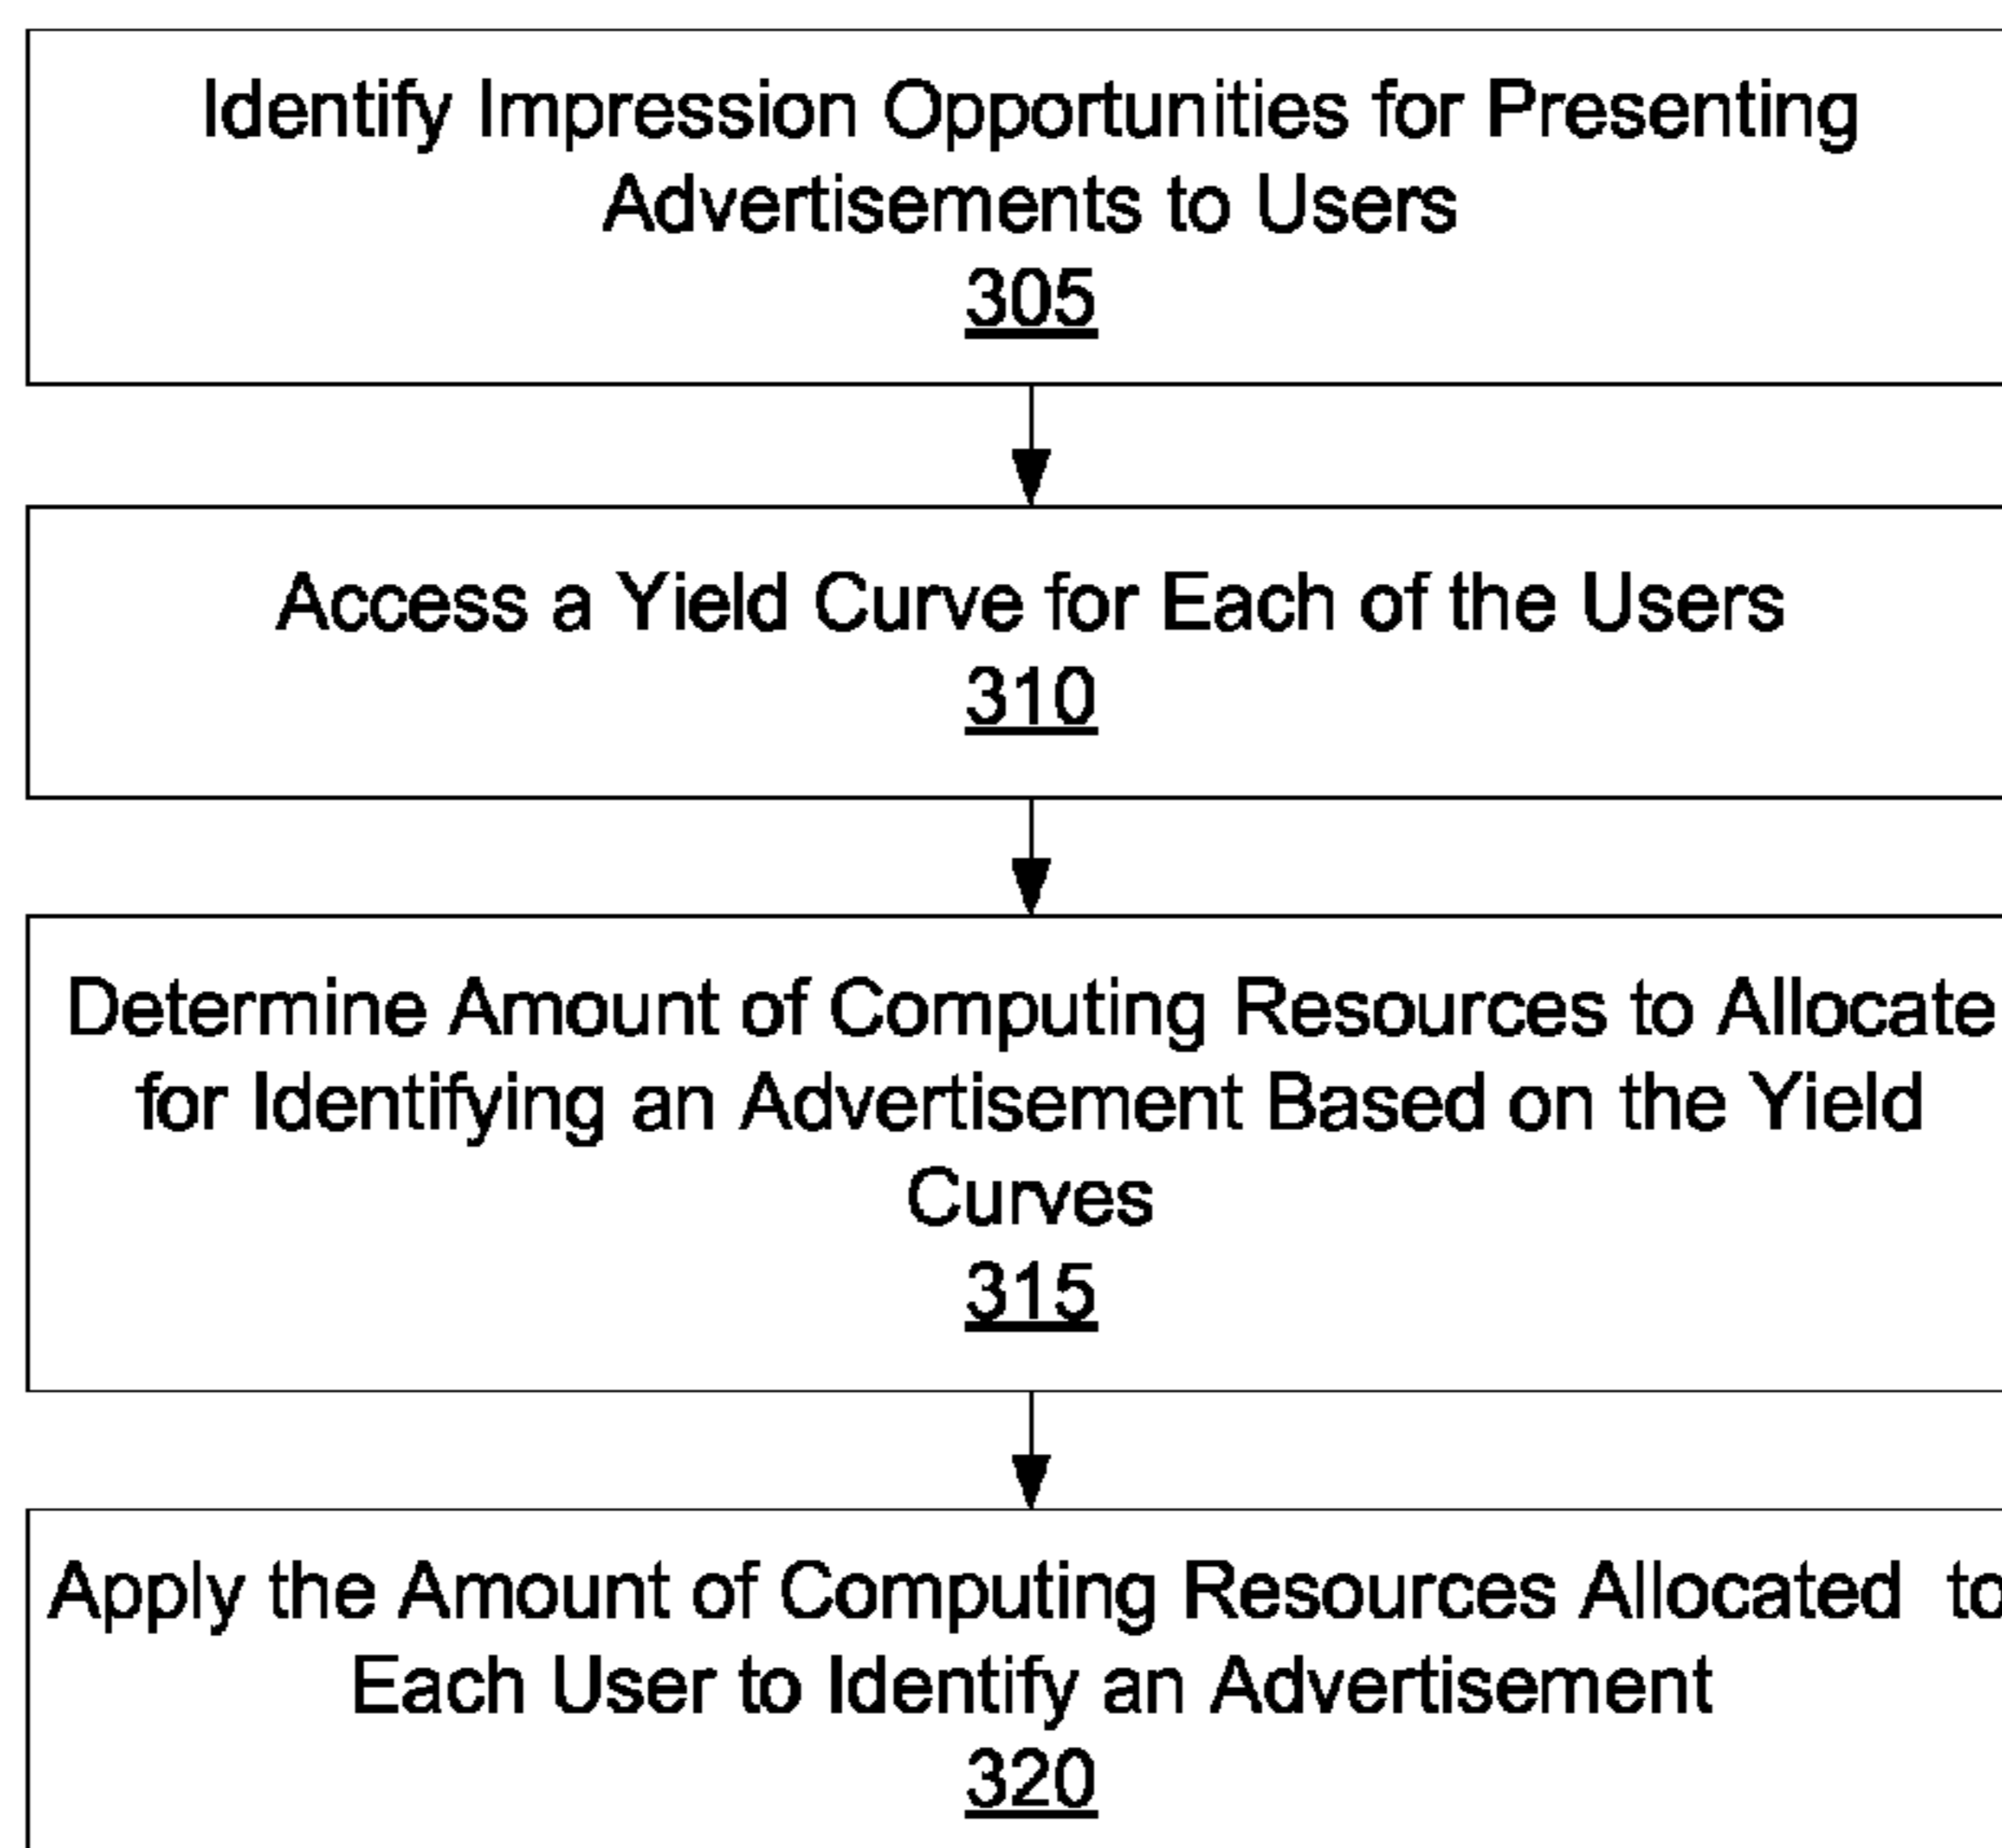 Identify Impression Opportunities for Presenting
Advertisements to Users
305
Access a Yield Curve for Each of the Users
310
Determine Amount of Computing Resources to Allocate
for Identifying an Advertisement Based on the Yield
Curves
315
Apply the Amount of Computing Resources Allocated to
Each User to Identify an Advertisement
320